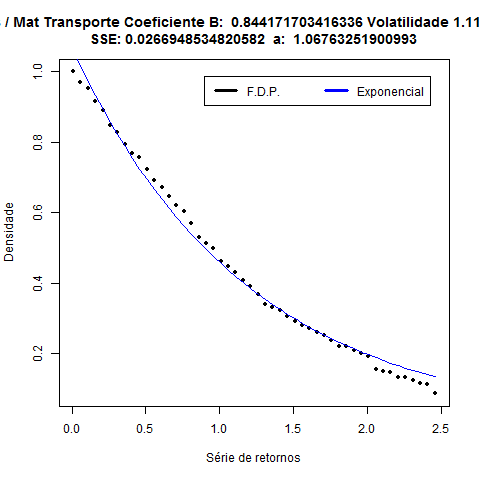 / Mat Transporte Coeficiente B: 0.844171703416336 Volatilidade 1.11
SSE: 0.0266948534820582 a: 1.06763251900993
F.D.P. Exponencial
Densidade
1.0
0.8
0.6
0.4
0.2
0.0 0.5 1.0 1.5 2.0 2.5
Série de retornos